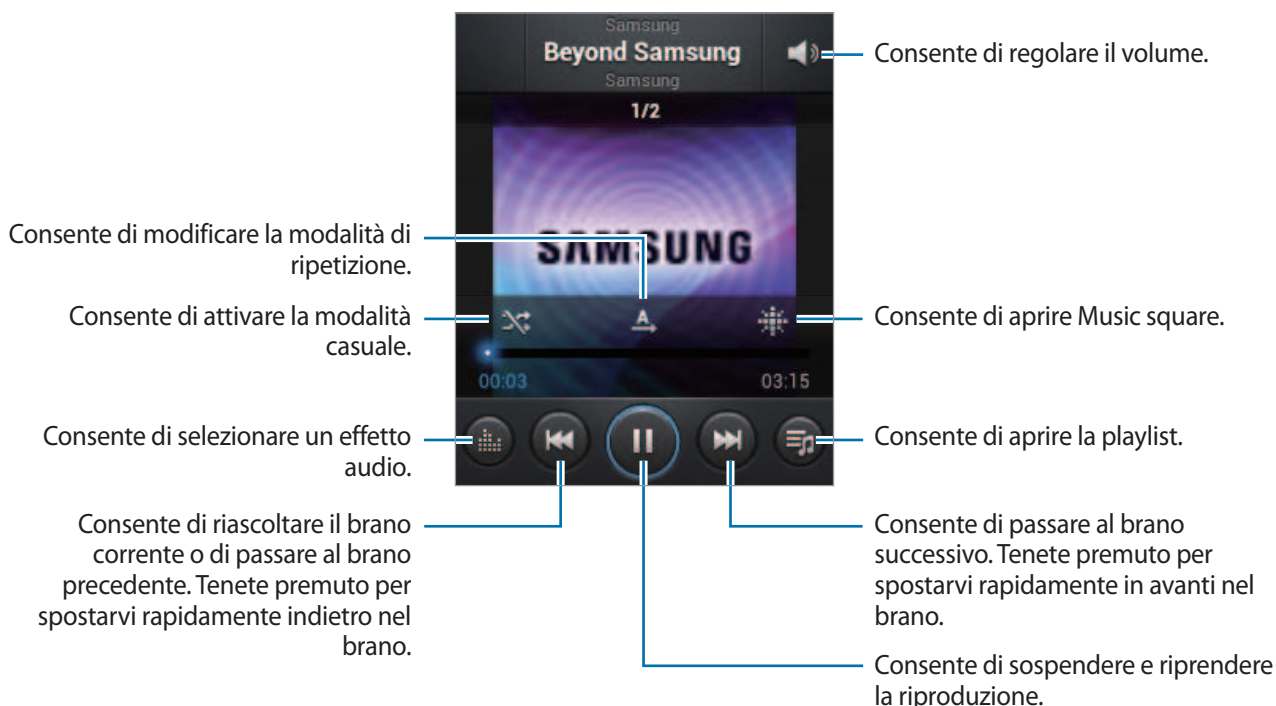 Samsung
Beyond Samsung
Samsung
Consente di regolare il volume.
1/2
SAMSUNG
Consente di modificare la modalità di
ripetizione.
Consente di attivare la modalità
casuale.
A
Consente di aprire Music square.
00:03
03:15
Consente di selezionare un effetto
audio.
Consente di aprire la playlist.
Consente di riascoltare il brano
corrente o di passare al brano
precedente. Tenete premuto per
spostarvi rapidamente indietro nel
brano.
Consente di passare al brano
successivo. Tenete premuto per
spostarvi rapidamente in avanti nel
brano.
Consente di sospendere e riprendere
la riproduzione.